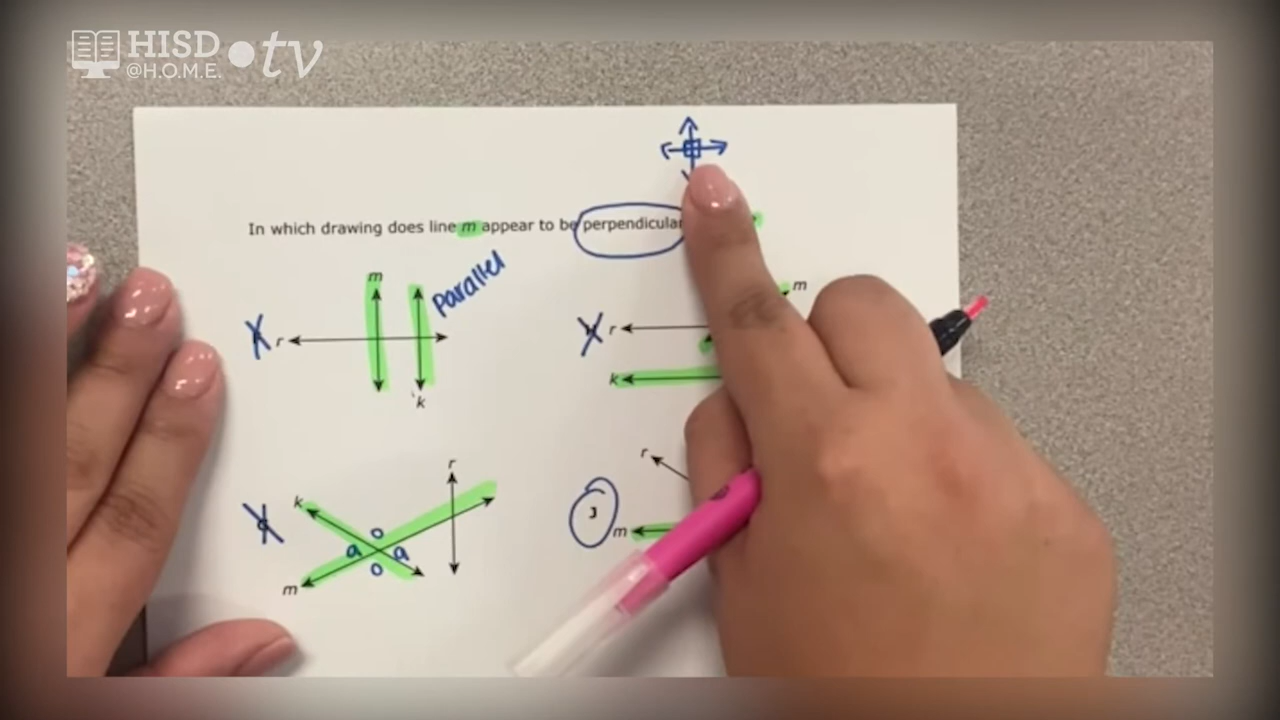 HISD
@H.O.M.E. tv
In which drawing does line m appear to be perpendicular
m
Parallel
r
k
m
r
k
k
r
o
a a
o
m
r
J
m